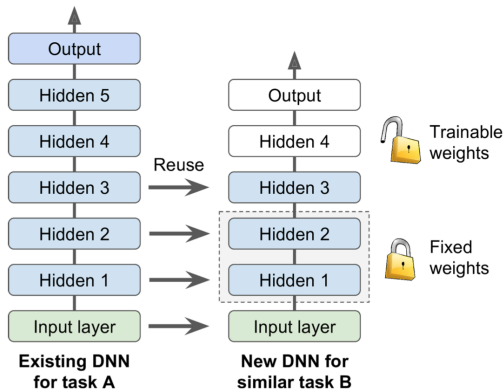 Output
Hidden 5
Hidden 4
Hidden 3
Hidden 2
Hidden 1
Input layer
Existing DNN
for task A
Reuse
Output
Hidden 4
Hidden 3
Hidden 2
Hidden 1
Input layer
New DNN for
similar task B
Trainable
weights
Fixed
weights